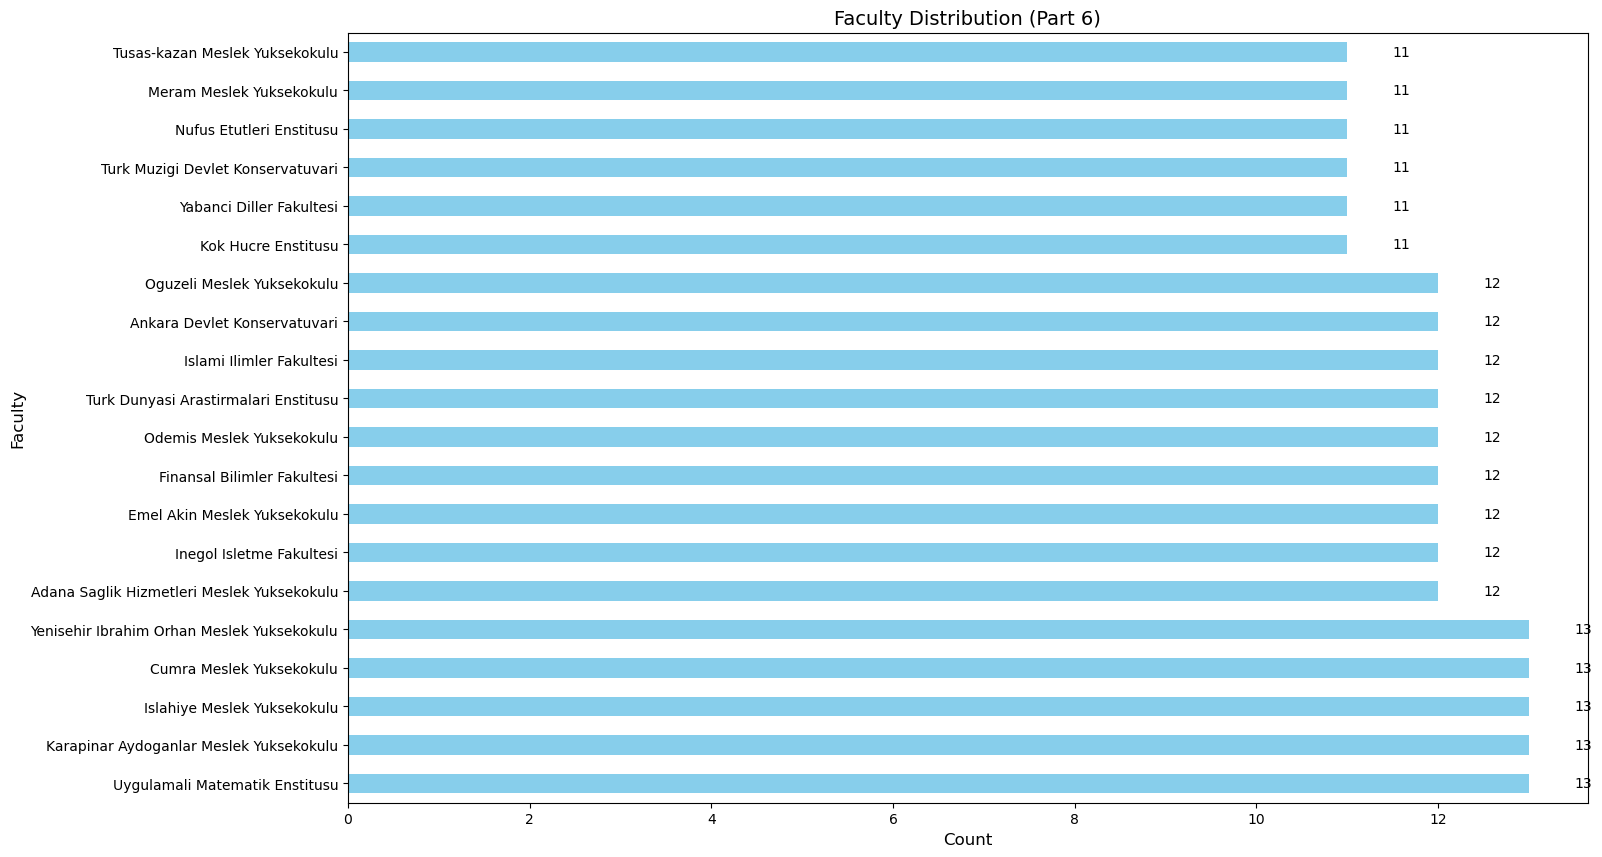 Faculty Distribution (Part 6)
Tusas-kazan Meslek Yuksekokulu 11
Meram Meslek Yuksekokulu 11
Nufus Etutleri Enstitusu 11
Turk Muzigi Devlet Konservatuvari 11
Yabanci Diller Fakultesi 11
Kok Hucre Enstitusu 11
Oguzeli Meslek Yuksekokulu 12
Ankara Devlet Konservatuvari 12
Islami Ilimler Fakultesi 12
Turk Dunyasi Arastirmalari Enstitusu 12
Odemis Meslek Yuksekokulu 12
Finansal Bilimler Fakultesi 12
Emel Akin Meslek Yuksekokulu 12
Inegol Isletme Fakultesi 12
Adana Saglik Hizmetleri Meslek Yuksekokulu 12
Yenisehir Ibrahim Orhan Meslek Yuksekokulu 13
Cumra Meslek Yuksekokulu 13
Islahiye Meslek Yuksekokulu 13
Karapinar Aydoganlar Meslek Yuksekokulu 13
Uygulamali Matematik Enstitusu 13
0 2 4 6 8 10 12
Count
Faculty